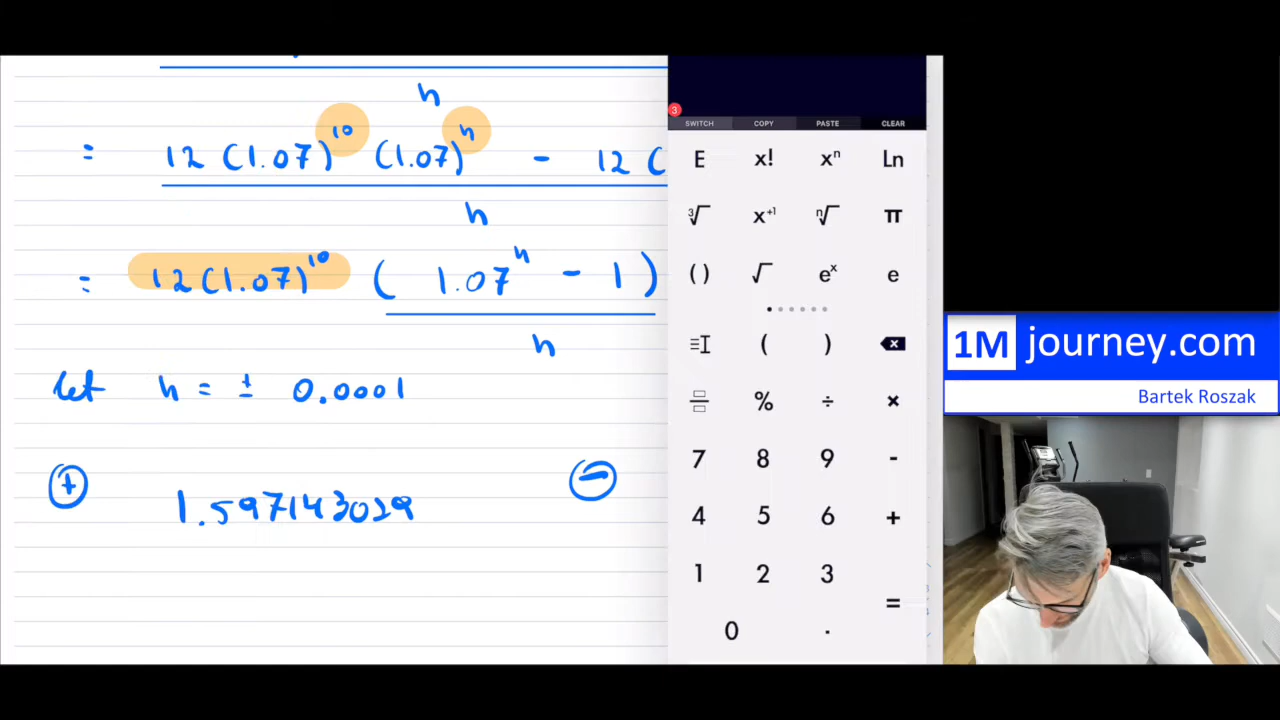 h
= 12 (1.07)^10 (1.07)^h - 12 (
h
= 12 (1.07)^10 ( 1.07^h - 1 )
h
let h = ± 0.0001
+ 1.597143029 -
3
SWITCH COPY PASTE CLEAR
E x! xⁿ Ln
³√ x⁺¹ ⁿ√ π
( ) √ eˣ e
( )
% ÷ ×
7 8 9 -
4 5 6 +
1 2 3
=
0 .
1M journey.com
Bartek Roszak